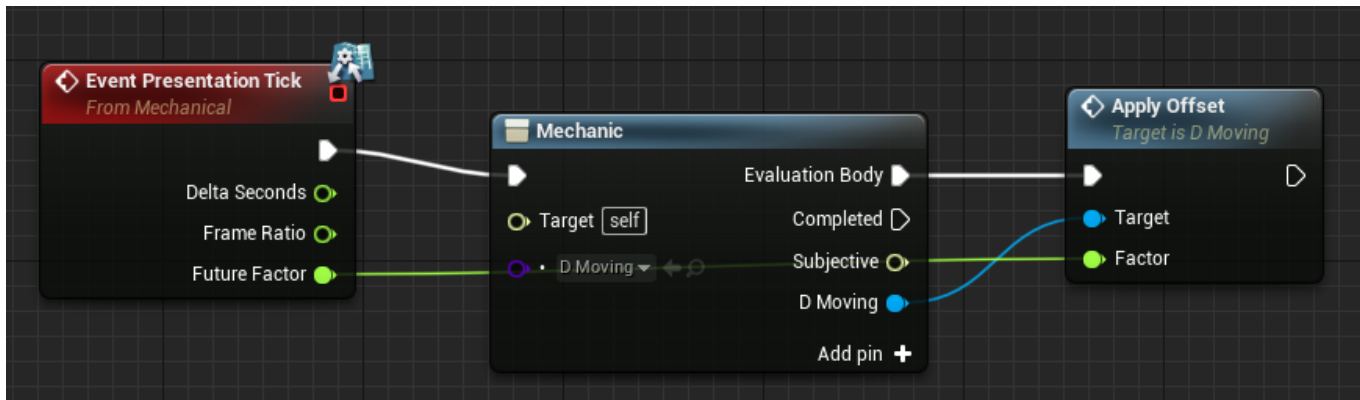 Event Presentation Tick
From Mechanical
Delta Seconds
Frame Ratio
Future Factor
Mechanic
Evaluation Body
Target self
Completed
D Moving
Subjective
D Moving
Add pin
Apply Offset
Target is D Moving
Target
Factor